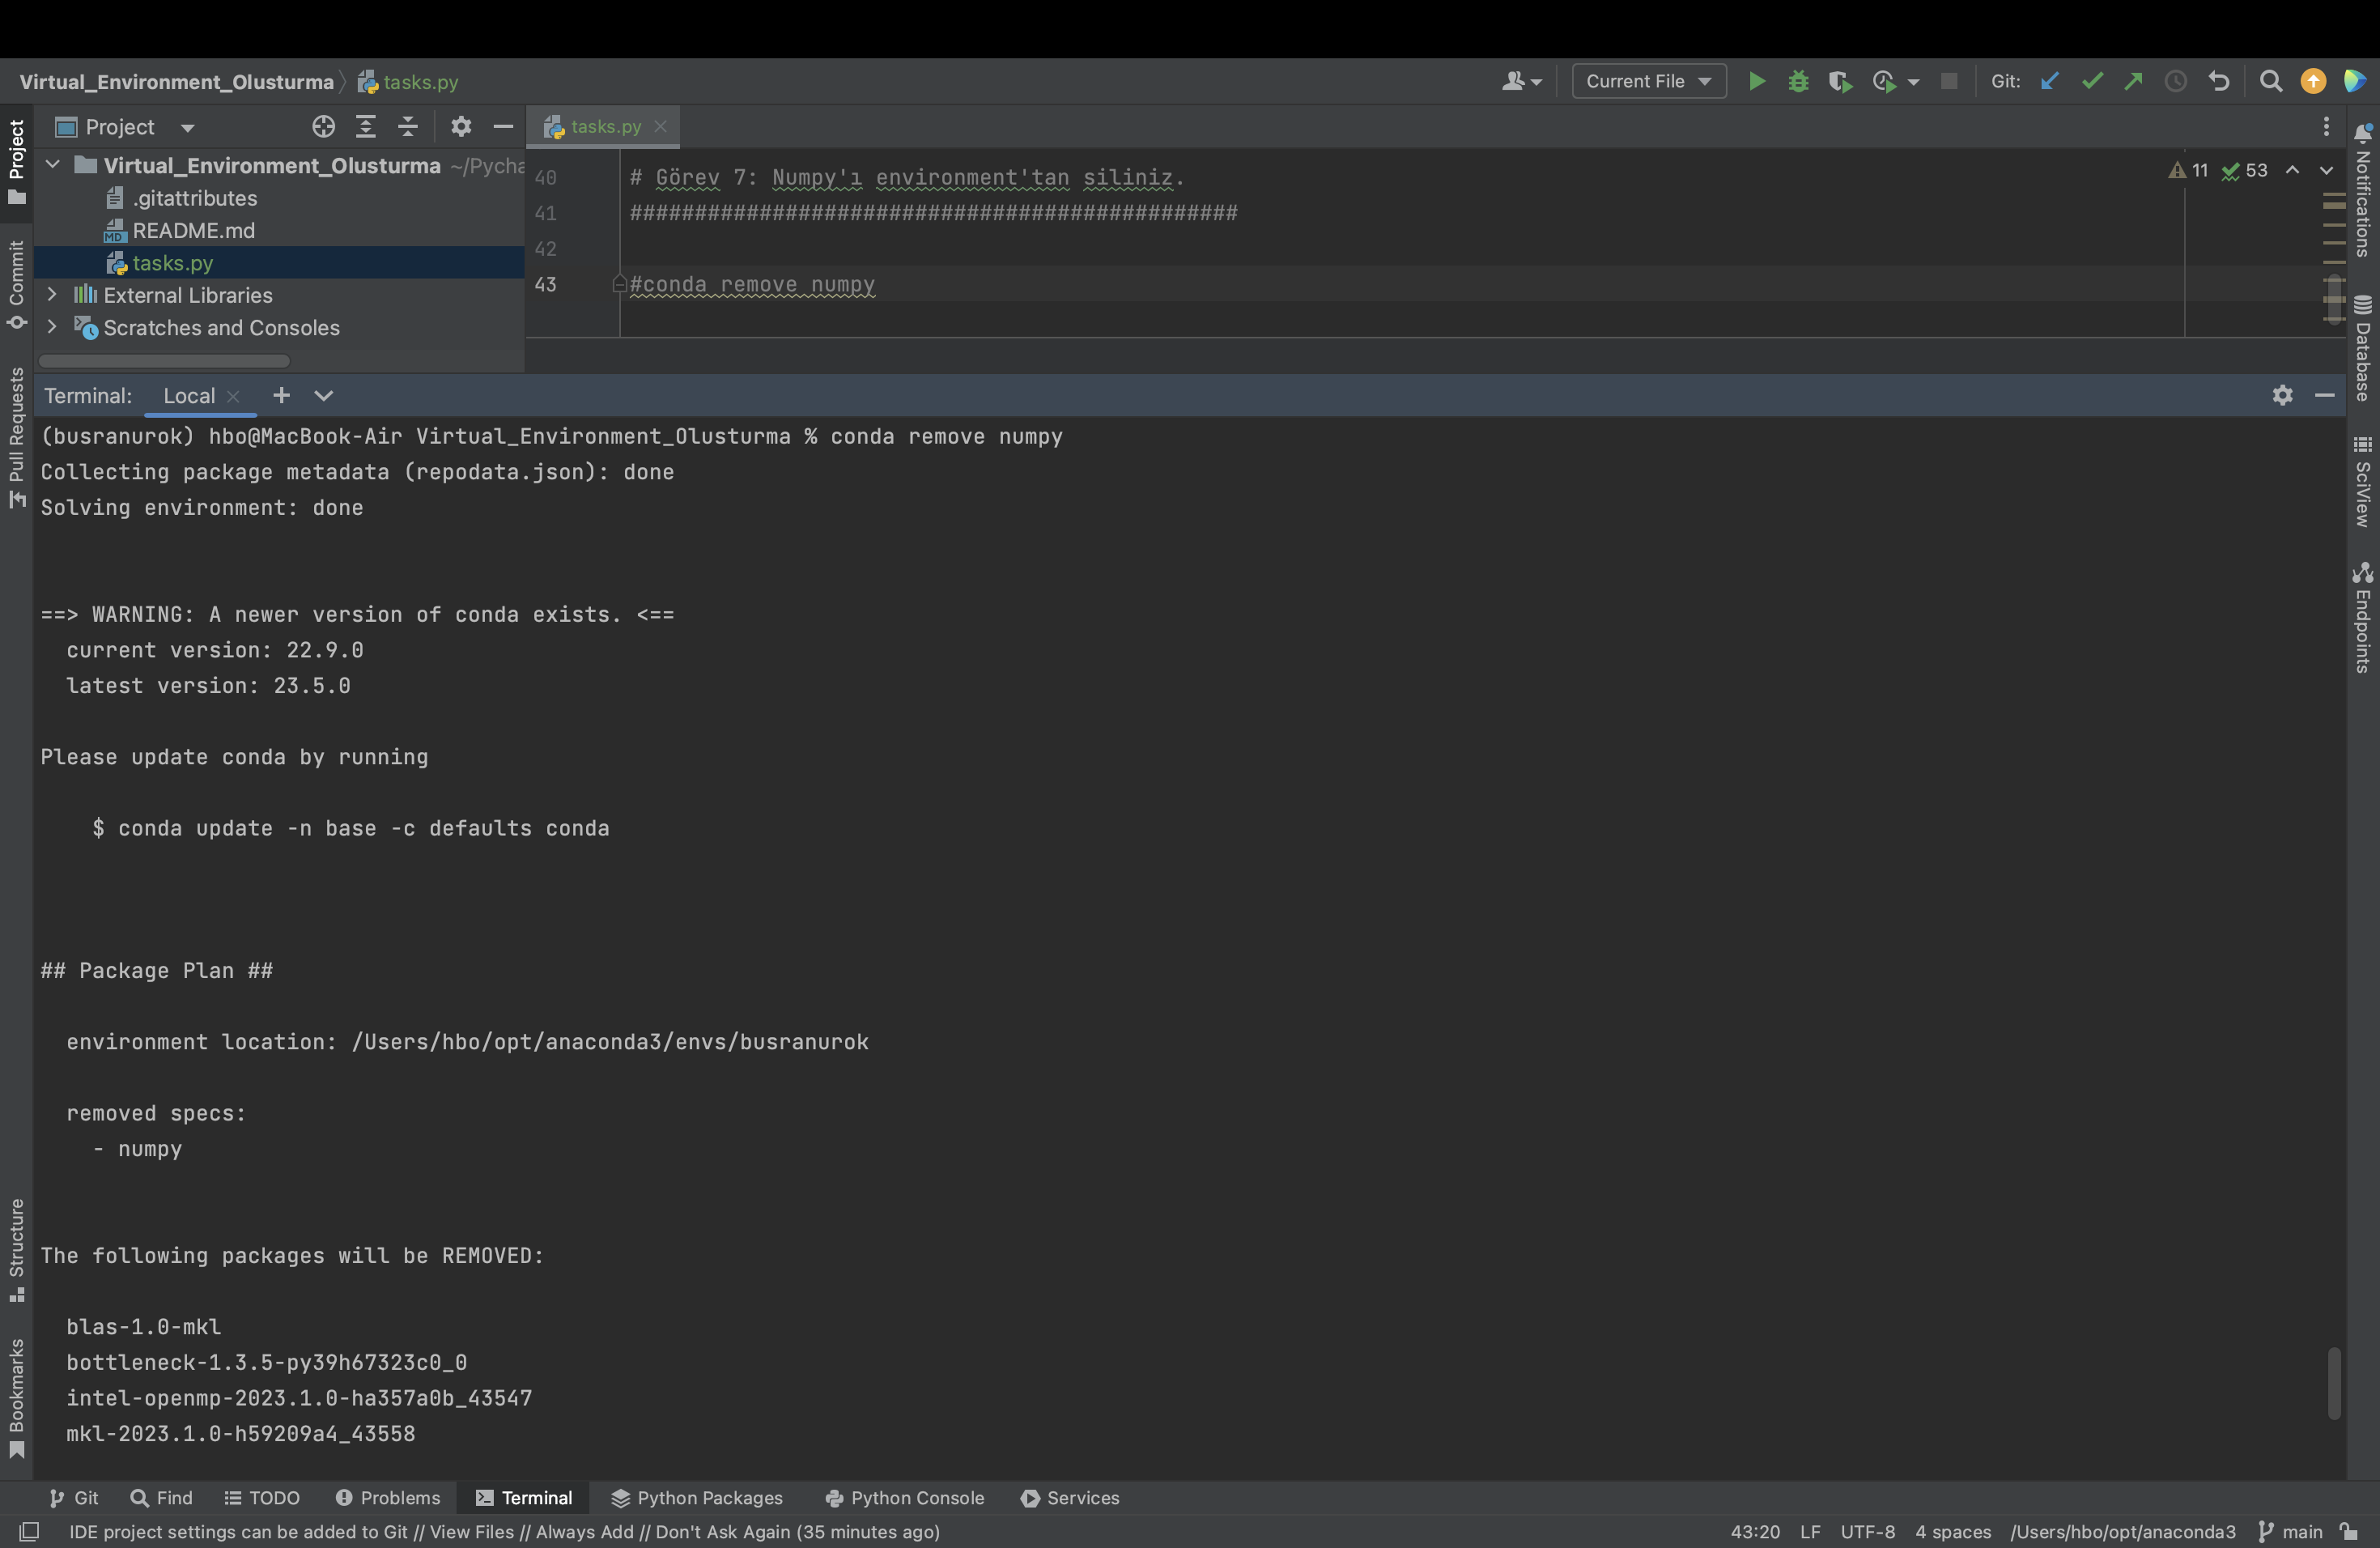 Virtual_Environment_Olusturma
tasks.py
Current File
Git:
Project
tasks.py
Virtual_Environment_Olusturma ~/Pycha
.gitattributes
README.md
tasks.py
External Libraries
Scratches and Consoles
40 # Görev 7: Numpy'ı environment'tan siliniz.
41 ###############################################
42
43 #conda remove numpy
11 53
Project
Commit
Pull Requests
Structure
Bookmarks
Notifications
Database
SciView
Endpoints
Terminal: Local
(busranurok) hbo@MacBook-Air Virtual_Environment_Olusturma % conda remove numpy
Collecting package metadata (repodata.json): done
Solving environment: done
==> WARNING: A newer version of conda exists. <==
current version: 22.9.0
latest version: 23.5.0
Please update conda by running
$ conda update -n base -c defaults conda
## Package Plan ##
environment location: /Users/hbo/opt/anaconda3/envs/busranurok
removed specs:
- numpy
The following packages will be REMOVED:
blas-1.0-mkl
bottleneck-1.3.5-py39h67323c0_0
intel-openmp-2023.1.0-ha357a0b_43547
mkl-2023.1.0-h59209a4_43558
Git Find TODO Problems Terminal Python Packages Python Console Services
IDE project settings can be added to Git // View Files // Always Add // Don't Ask Again (35 minutes ago)
43:20 LF UTF-8 4 spaces /Users/hbo/opt/anaconda3 main